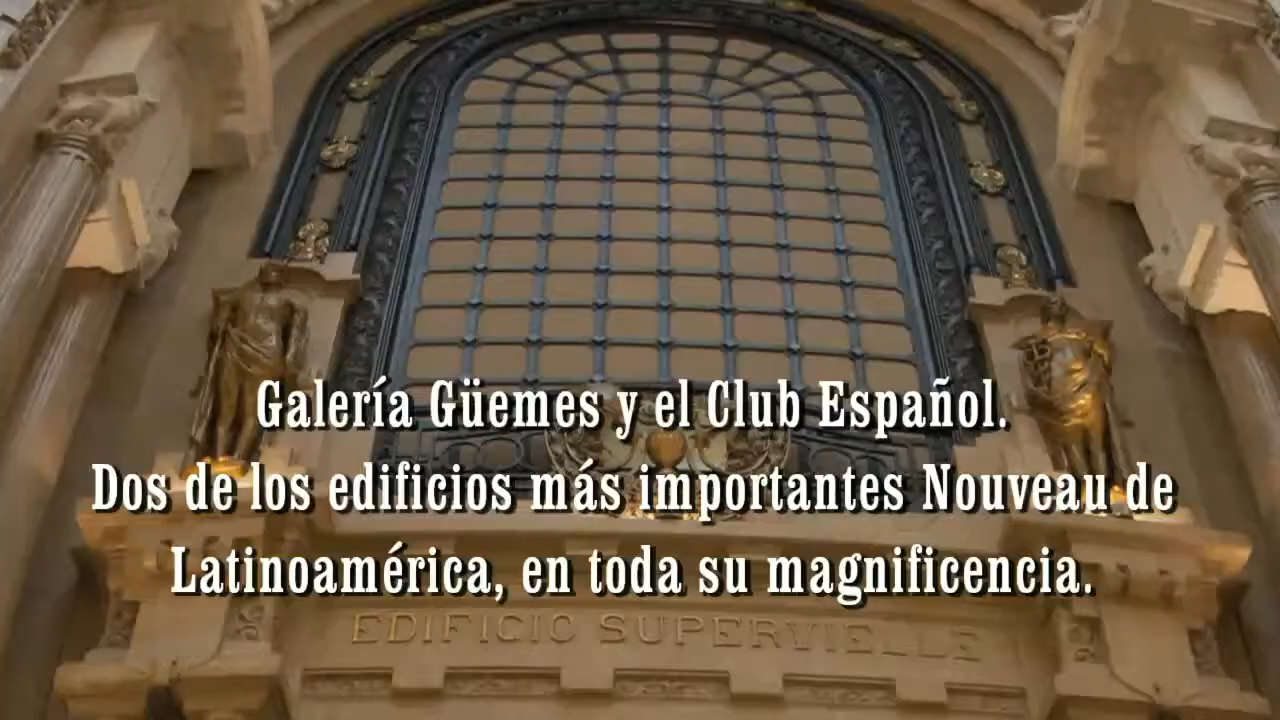 Galería Güemes y el Club Español.
Dos de los edificios más importantes Nouveau de
Latinoamérica, en toda su magnificencia.
EDIFICIO SUPERVIELLE